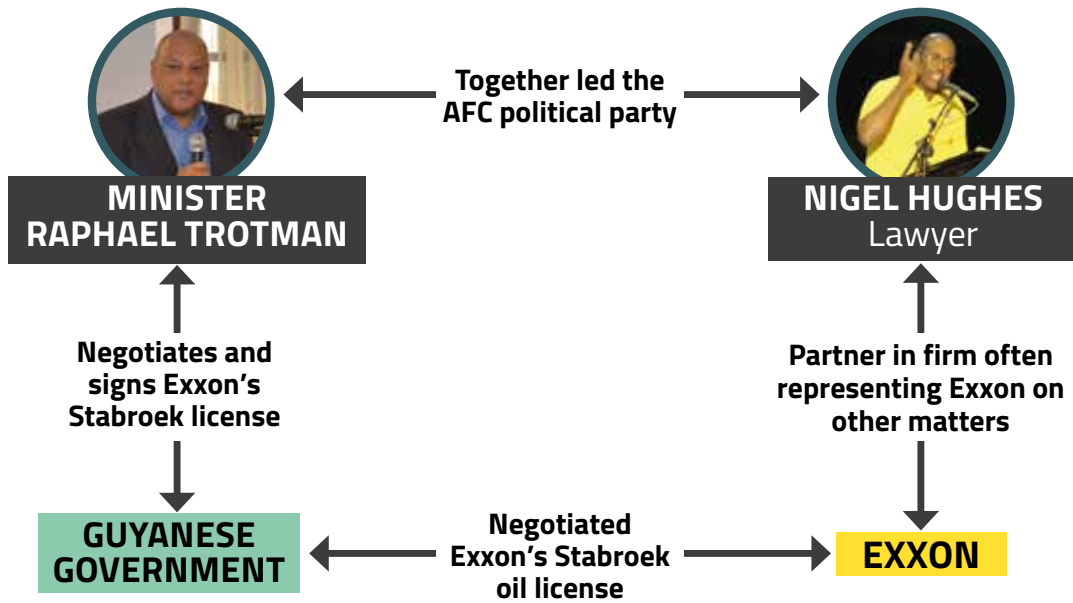 Together led the
AFC political party
MINISTER
RAPHAEL TROTMAN
NIGEL HUGHES
Lawyer
Negotiates and
signs Exxon's
Stabroek license
Partner in firm often
representing Exxon on
other matters
GUYANESE
GOVERNMENT
Negotiated
Exxon's Stabroek
oil license
EXXON